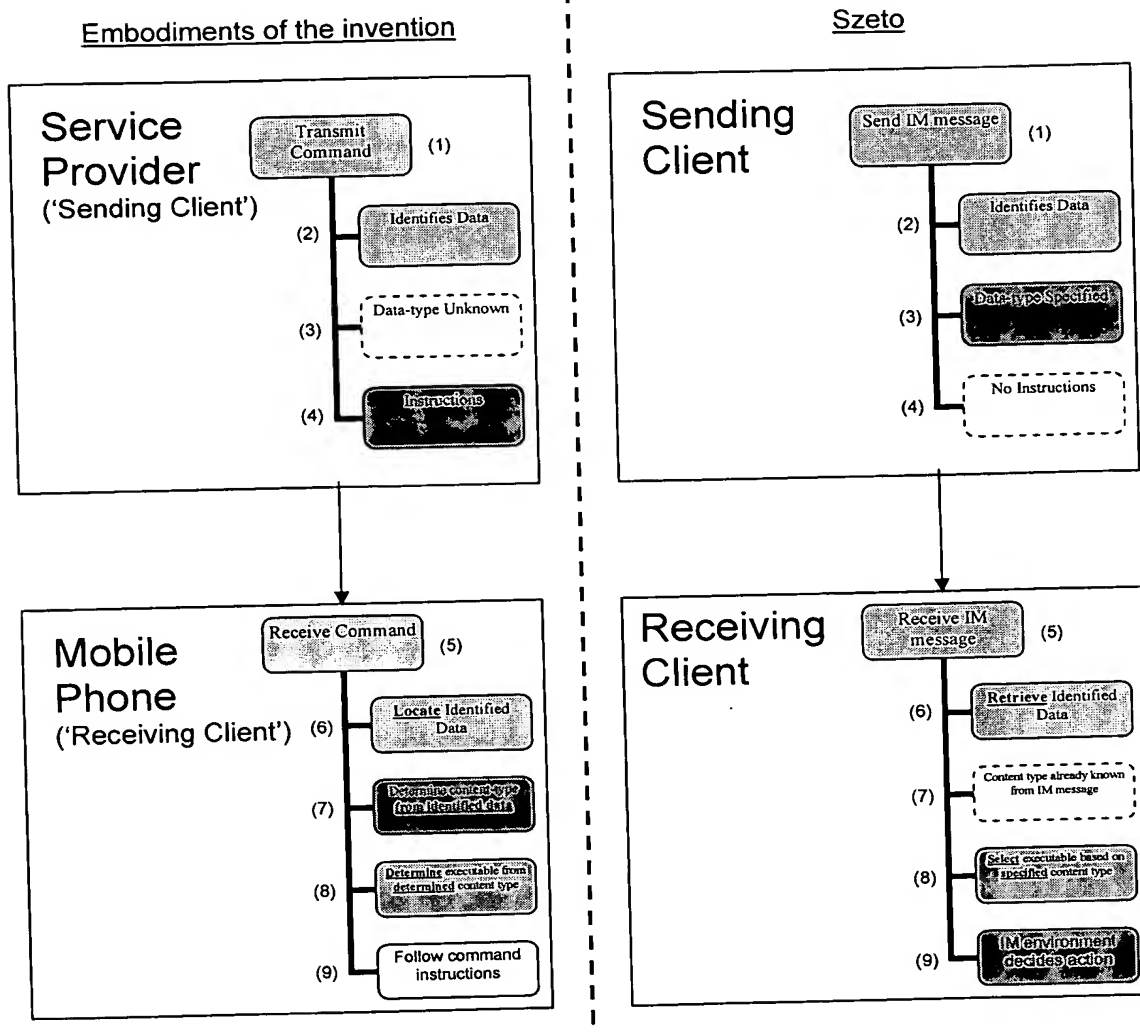 Embodiments of the invention
Service
Provider
('Sending Client')
Transmit
Command
(1)
Identifies Data
(2)
Data-type Unknown
(3)
Instructions
(4)
Mobile
Phone
('Receiving Client')
Receive Command
(5)
Locate Identified
Data
(6)
Determine content-type
from identified data
(7)
Determine executable from
determined content type
(8)
Follow command
instructions
(9)
Szeto
Sending
Client
Send IM message
(1)
Identifies Data
(2)
Data-type Specified
(3)
No Instructions
(4)
Receiving
Client
Receive IM
message
(5)
Retrieve Identified
Data
(6)
Content type already known
from IM message
(7)
Select executable based on
specified content type
(8)
IM environment
decides action
(9)